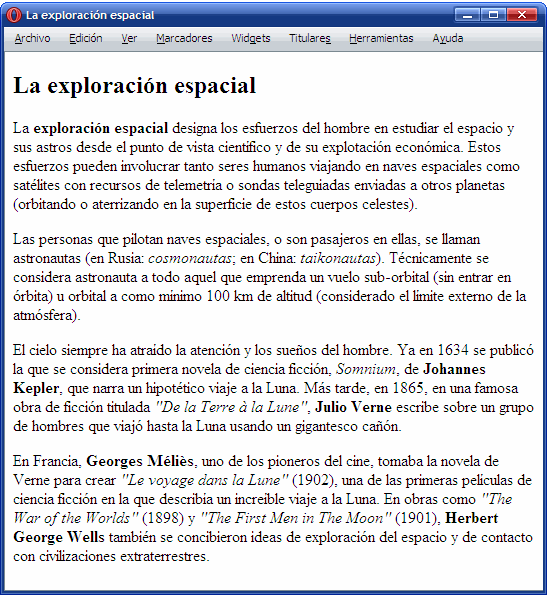 La exploración espacial
Archivo Edición Ver Marcadores Widgets Titulares Herramientas Ayuda
La exploración espacial
La exploración espacial designa los esfuerzos del hombre en estudiar el espacio y
sus astros desde el punto de vista científico y de su explotación económica. Estos
esfuerzos pueden involucrar tanto seres humanos viajando en naves espaciales como
satélites con recursos de telemetría o sondas teleguiadas enviadas a otros planetas
(orbitando o aterrizando en la superficie de estos cuerpos celestes).
Las personas que pilotan naves espaciales, o son pasajeros en ellas, se llaman
astronautas (en Rusia: cosmonautas; en China: taikonautas). Técnicamente se
considera astronauta a todo aquel que emprenda un vuelo sub-orbital (sin entrar en
órbita) u orbital a como mínimo 100 km de altitud (considerado el límite externo de la
atmósfera).
El cielo siempre ha atraído la atención y los sueños del hombre. Ya en 1634 se publicó
la que se considera primera novela de ciencia ficción, Somnium, de Johannes
Kepler, que narra un hipotético viaje a la Luna. Más tarde, en 1865, en una famosa
obra de ficción titulada "De la Terre à la Lune", Julio Verne escribe sobre un grupo
de hombres que viajó hasta la Luna usando un gigantesco cañón.
En Francia, Georges Méliès, uno de los pioneros del cine, tomaba la novela de
Verne para crear "Le voyage dans la Lune" (1902), una de las primeras películas de
ciencia ficción en la que describía un increíble viaje a la Luna. En obras como "The
War of the Worlds" (1898) y "The First Men in The Moon" (1901), Herbert
George Wells también se concibieron ideas de exploración del espacio y de contacto
con civilizaciones extraterrestres.